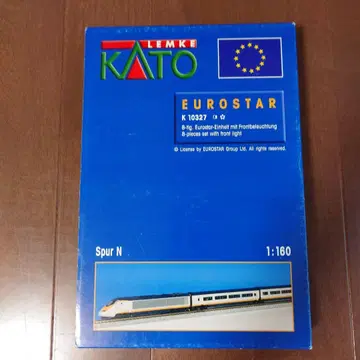 LEMKE
KATO
EUROSTAR
K 10327
8-tlg. Eurostar-Einheit mit Frontbeleuchtung
8-pieces set with front light
© License by EUROSTAR Group Ltd. All rights reserved.
Spur N
1:160